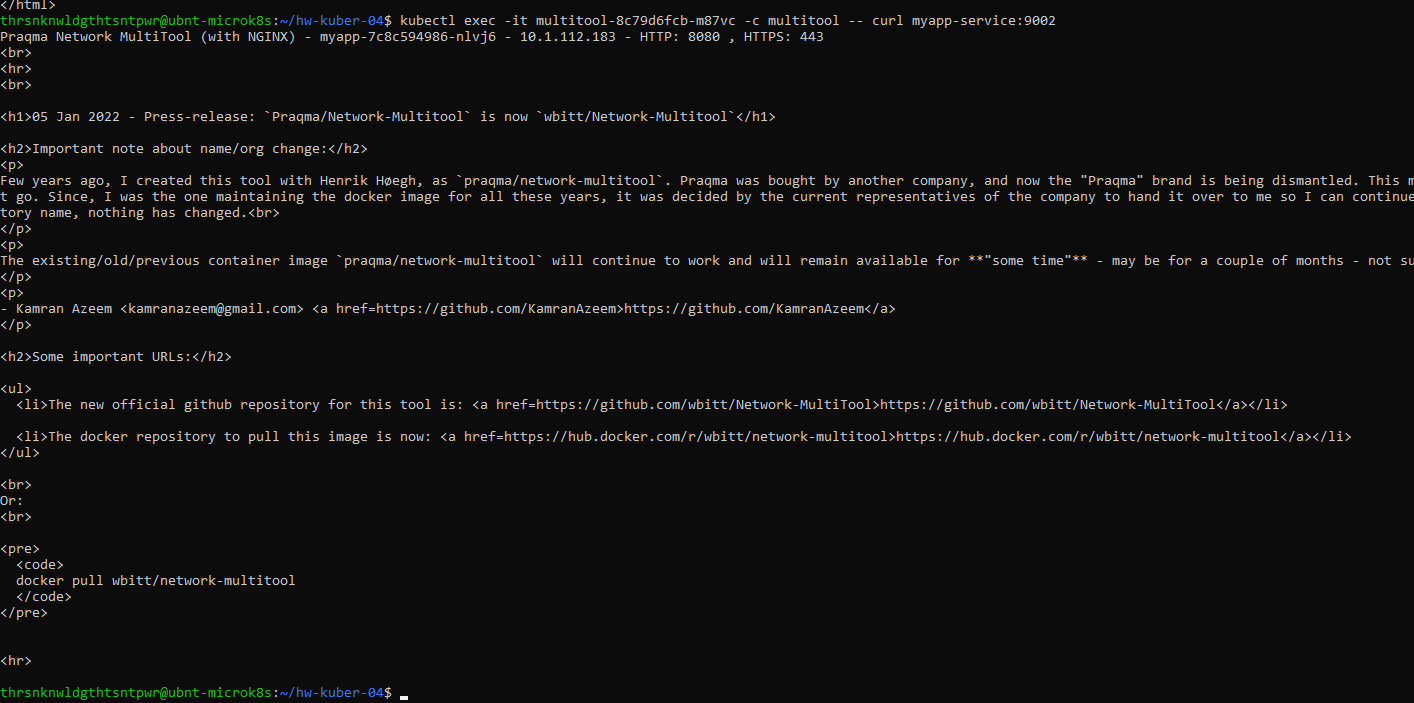 </html>
thrsnknwldgthtsntpwr@ubnt-microk8s:~/hw-kuber-04$ kubectl exec -it multitool-8c79d6fcb-m87vc -c multitool -- curl myapp-service:9002
Praqma Network MultiTool (with NGINX) - myapp-7c8c594986-nlvj6 - 10.1.112.183 - HTTP: 8080 , HTTPS: 443
<br>
<hr>
<br>
<h1>05 Jan 2022 - Press-release: `Praqma/Network-Multitool` is now `wbitt/Network-Multitool`</h1>
<h2>Important note about name/org change:</h2>
<p>
Few years ago, I created this tool with Henrik Høegh, as `praqma/network-multitool`. Praqma was bought by another company, and now the "Praqma" brand is being dismantled. This m
t go. Since, I was the one maintaining the docker image for all these years, it was decided by the current representatives of the company to hand it over to me so I can continue
tory name, nothing has changed.<br>
</p>
<p>
The existing/old/previous container image `praqma/network-multitool` will continue to work and will remain available for **"some time"** - may be for a couple of months - not su
</p>
<p>
- Kamran Azeem <kamranazeem@gmail.com> <a href=https://github.com/KamranAzeem>https://github.com/KamranAzeem</a>
</p>
<h2>Some important URLs:</h2>
<ul>
  <li>The new official github repository for this tool is: <a href=https://github.com/wbitt/Network-MultiTool>https://github.com/wbitt/Network-MultiTool</a></li>
  <li>The docker repository to pull this image is now: <a href=https://hub.docker.com/r/wbitt/network-multitool>https://hub.docker.com/r/wbitt/network-multitool</a></li>
</ul>
<br>
Or:
<br>
<pre>
  <code>
  docker pull wbitt/network-multitool
  </code>
</pre>
<hr>
thrsnknwldgthtsntpwr@ubnt-microk8s:~/hw-kuber-04$